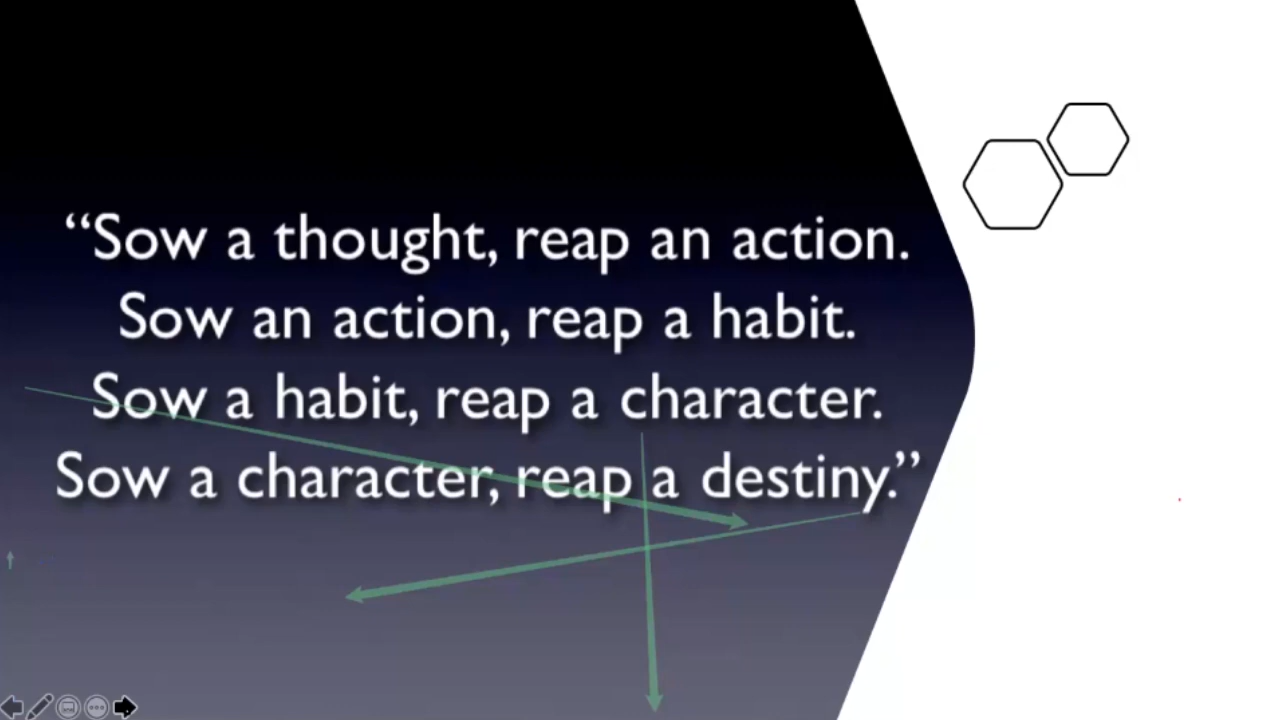 “Sow a thought, reap an action.
Sow an action, reap a habit.
Sow a habit, reap a character.
Sow a character, reap a destiny.”